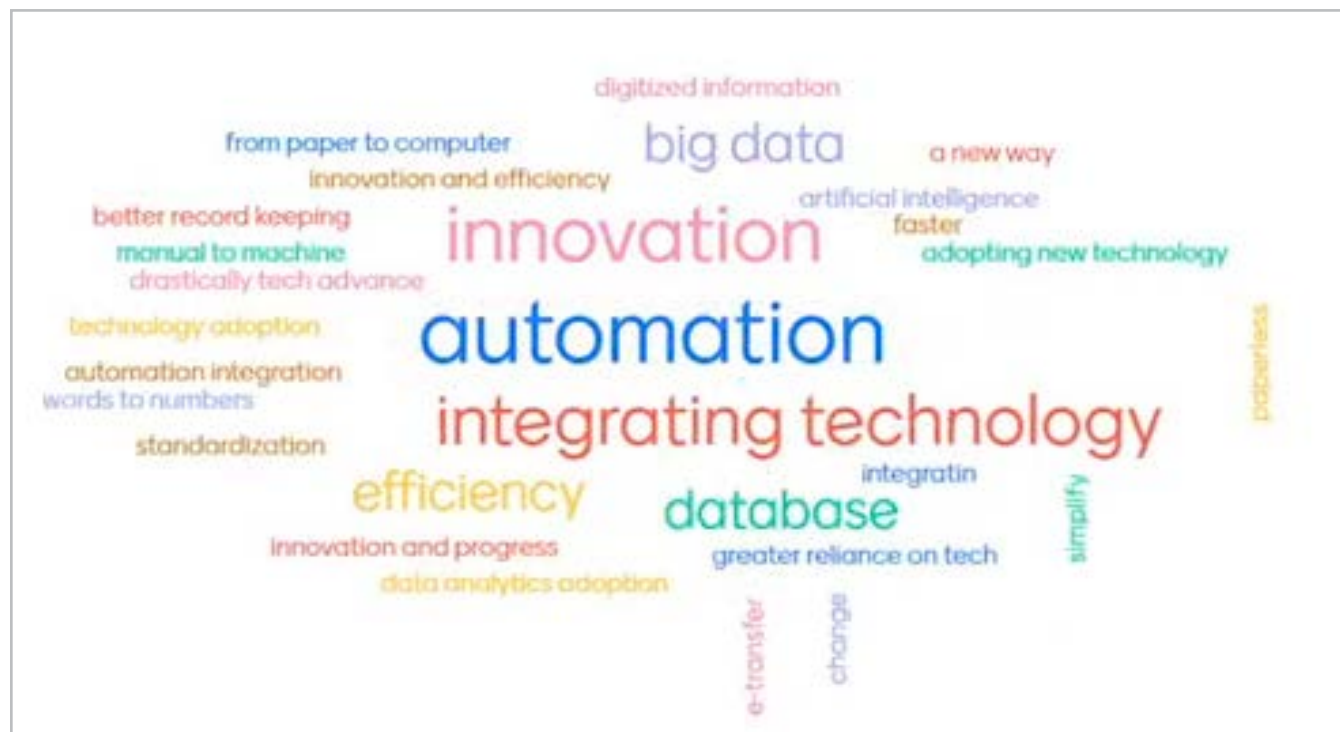 digitized information
from paper to computer
big data
a new way
innovation and efficiency
artificial intelligence
better record keeping
innovation
faster
manual to machine
adopting new technology
drastically tech advance
technology adoption
automation
paperless
automation integration
words to numbers
integrating technology
standardization
integratin
efficiency
database
simplify
innovation and progress
greater reliance on tech
data analytics adoption
e-transfer
change